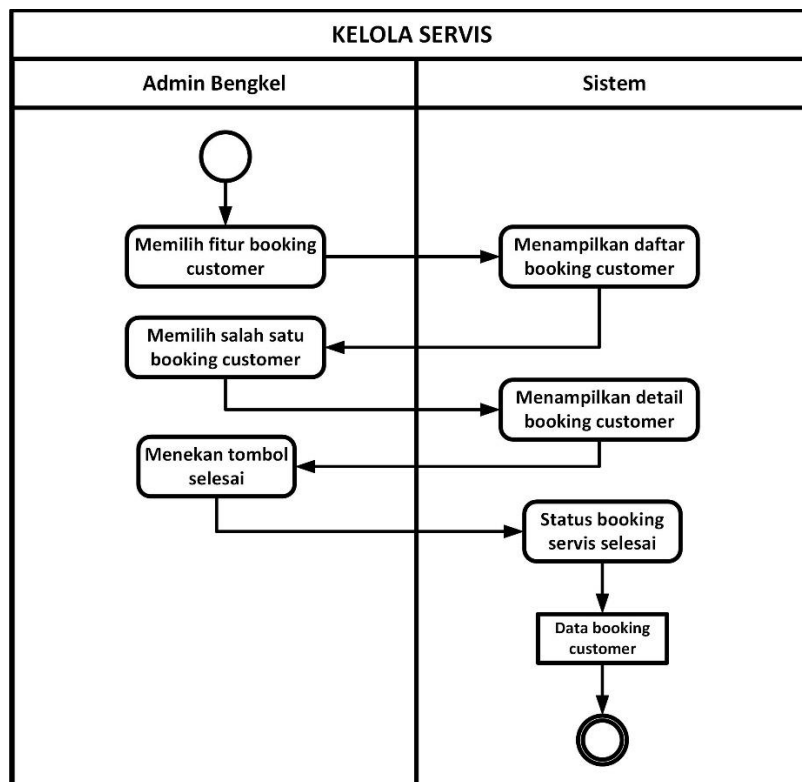 KELOLA SERVIS
Admin Bengkel
Sistem
Memilih fitur booking
customer
Menampilkan daftar
booking customer
Memilih salah satu
booking customer
Menampilkan detail
booking customer
Menekan tombol
selesai
Status booking
servis selesai
Data booking
customer